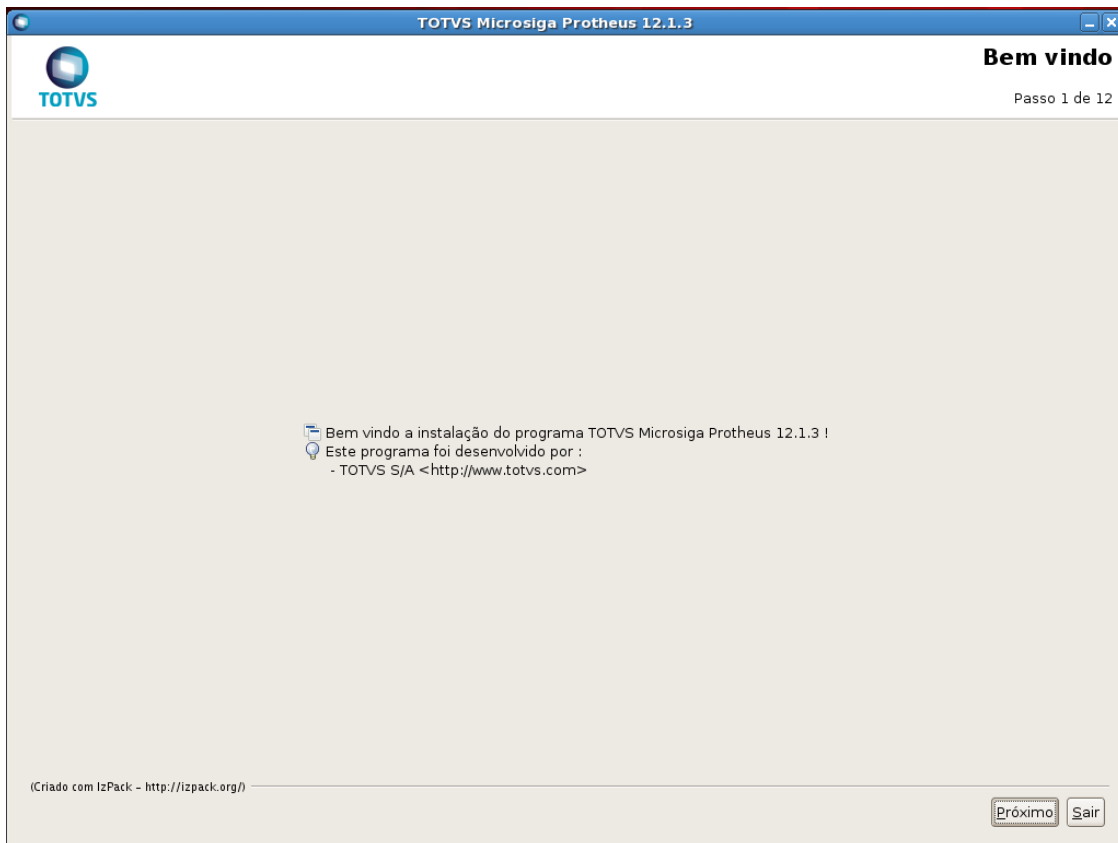 TOTVS Microsiga Protheus 12.1.3
TOTVS
Bem vindo
Passo 1 de 12
Bem vindo a instalação do programa TOTVS Microsiga Protheus 12.1.3 !
Este programa foi desenvolvido por :
- TOTVS S/A <http://www.totvs.com>
(Criado com IzPack - http://izpack.org/)
Próximo Sair